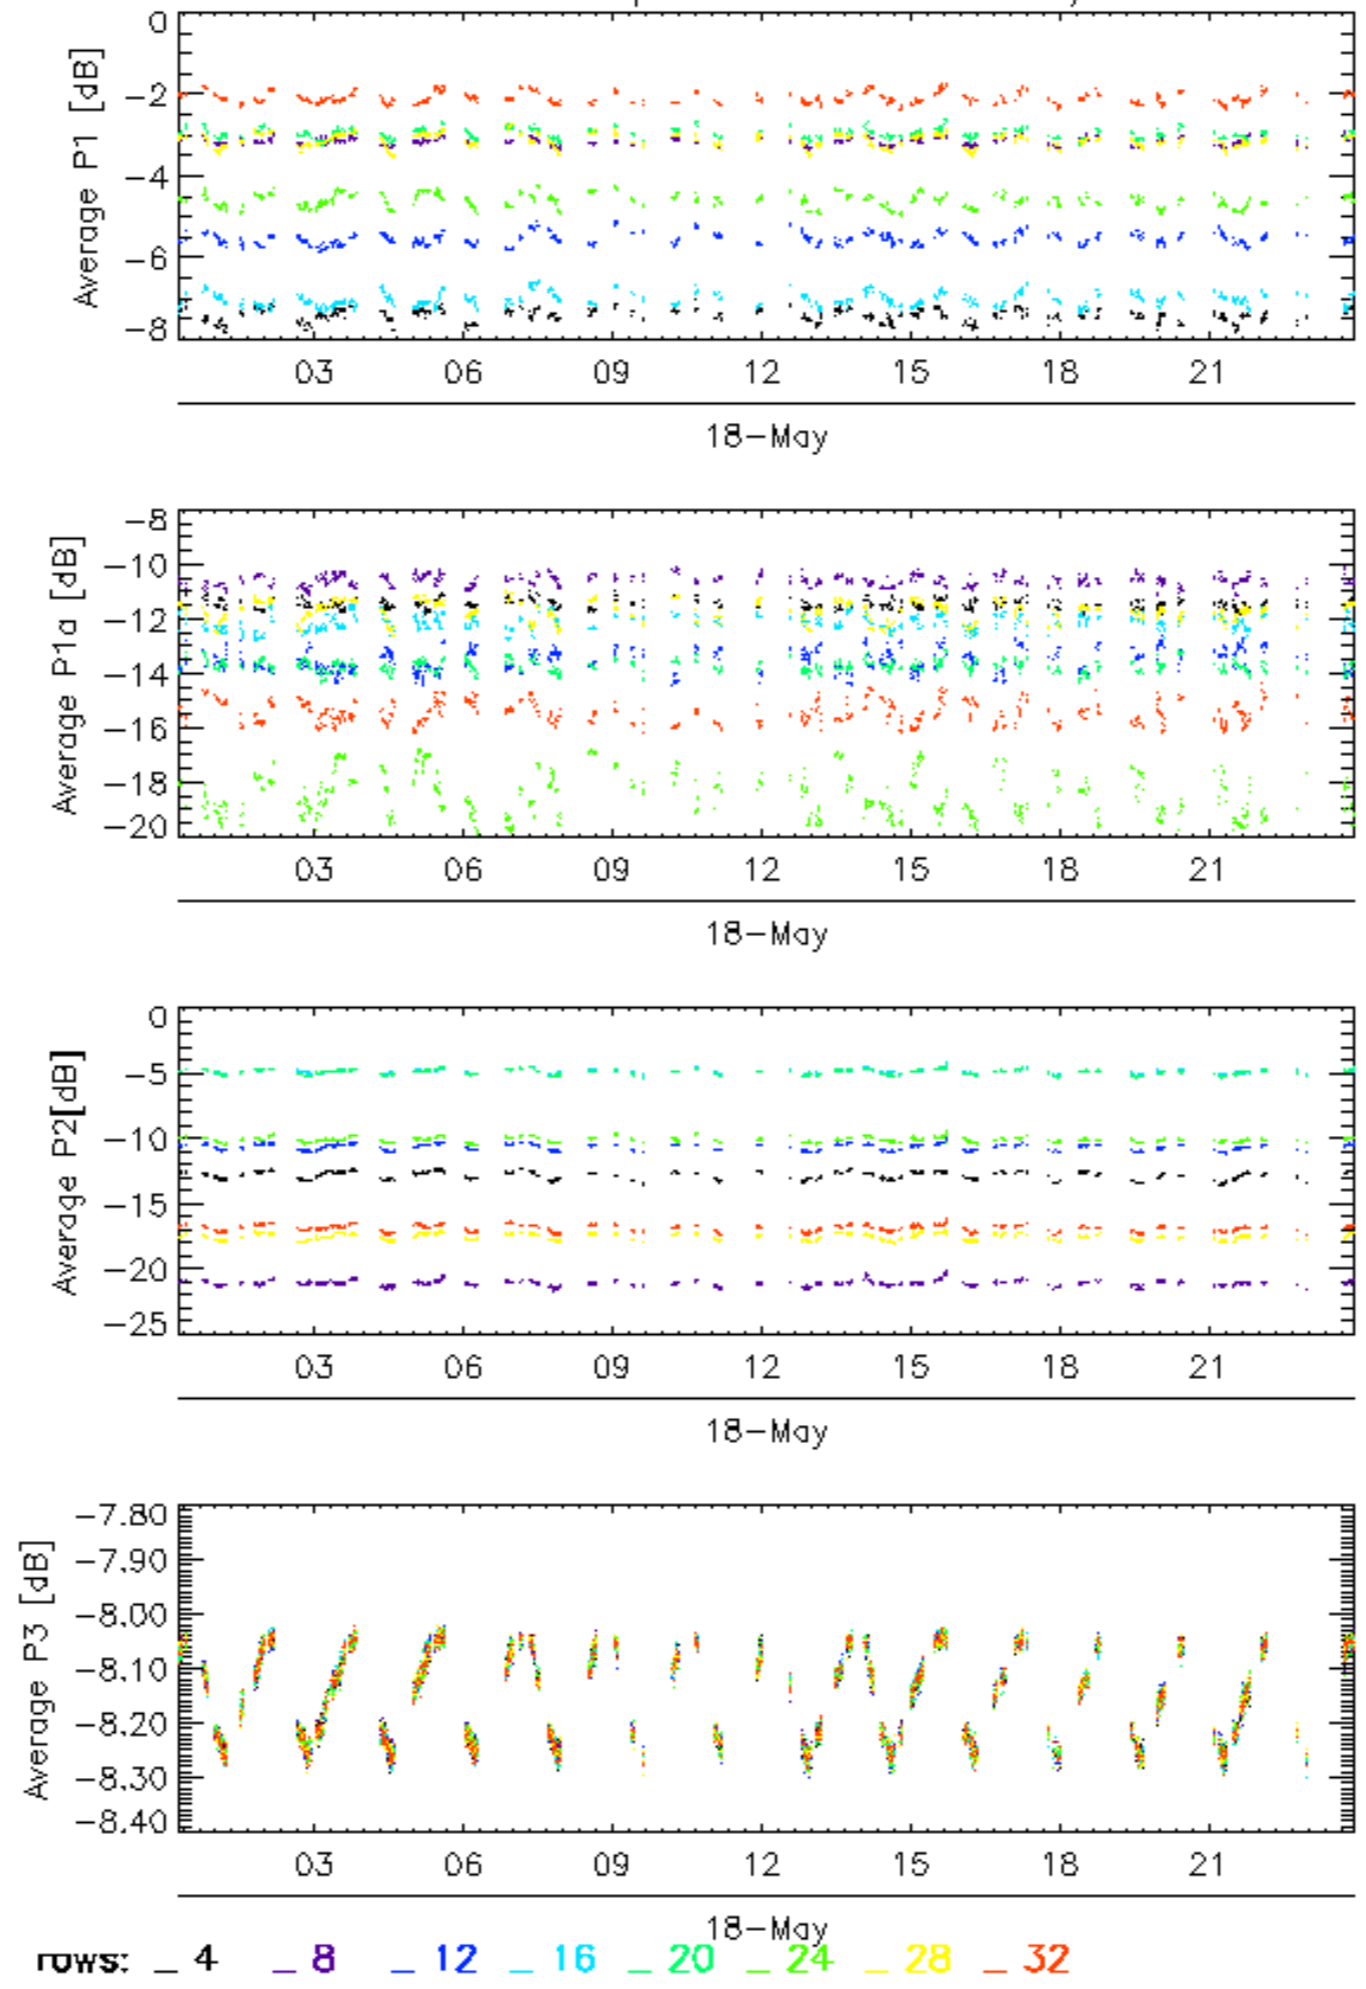 0
-2
-4
-6
-8
Average P1 [dB]
03 06 09 12 15 18 21
18-May
-8
-10
-12
-14
-16
-18
-20
Average P1a [dB]
03 06 09 12 15 18 21
18-May
0
-5
-10
-15
-20
-25
Average P2[dB]
03 06 09 12 15 18 21
18-May
-7.80
-7.90
-8.00
-8.10
-8.20
-8.30
-8.40
Average P3 [dB]
03 06 09 12 15 18 21
18-May
rows: _ 4 _ 8 _ 12 _ 16 _ 20 _ 24 _ 28 _ 32